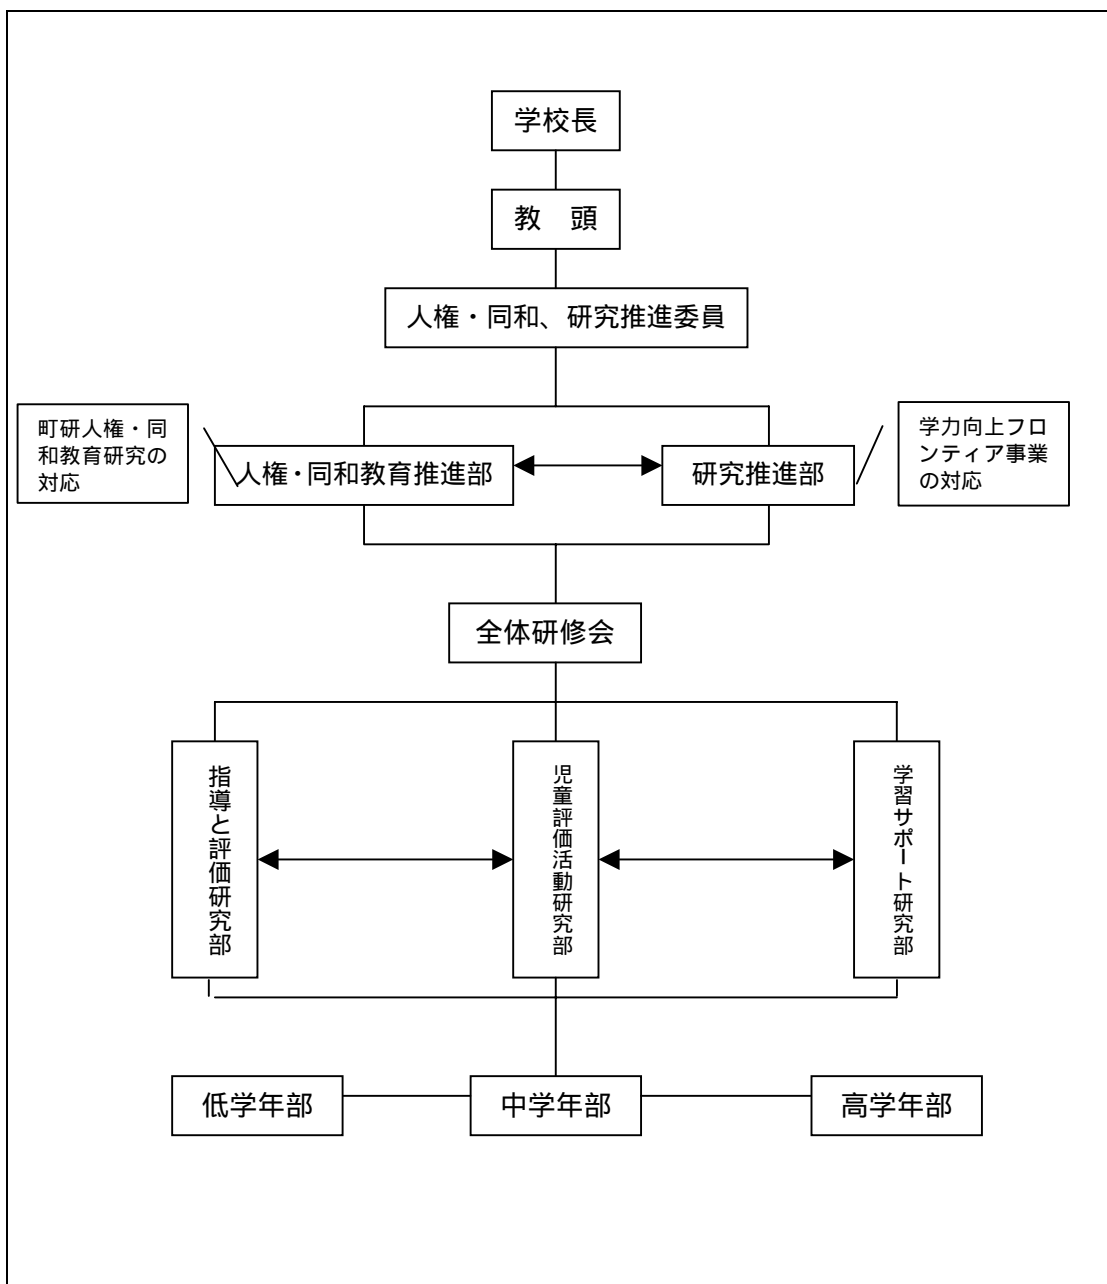 学校長
教　頭
人権・同和、研究推進委員
町研人権・同
和教育研究の
対応
人権・同和教育推進部
研究推進部
学力向上フロ
ンティア事業
の対応
全体研修会
指導と評価研究部
児童評価活動研究部
学習サポート研究部
低学年部
中学年部
高学年部